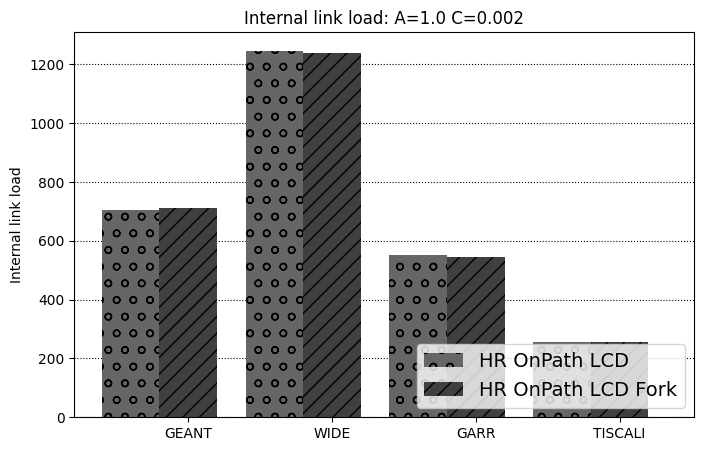 Internal link load: A=1.0 C=0.002
Internal link load
1200
1000
800
600
400
200
0
HR OnPath LCD
HR OnPath LCD Fork
GEANT WIDE GARR TISCALI